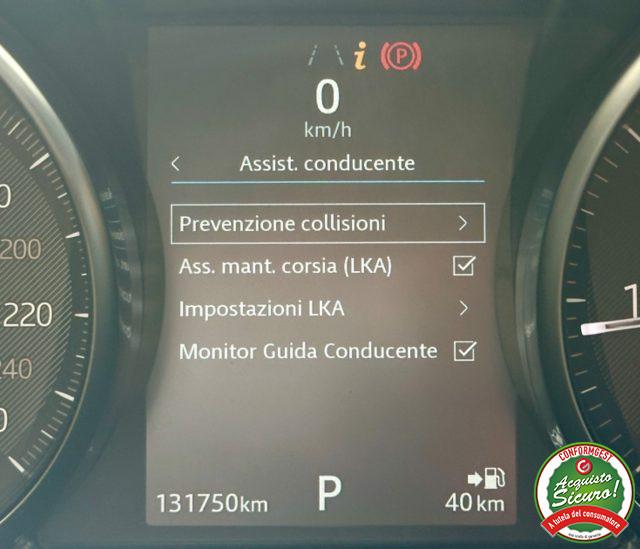 i (P)
0
km/h
< Assist. conducente
Prevenzione collisioni >
Ass. mant. corsia (LKA)
Impostazioni LKA >
Monitor Guida Conducente
131750km P 40 km
200
220
240
CONFORMGEST
Acquisto
Sicuro!
A tutela del consumatore